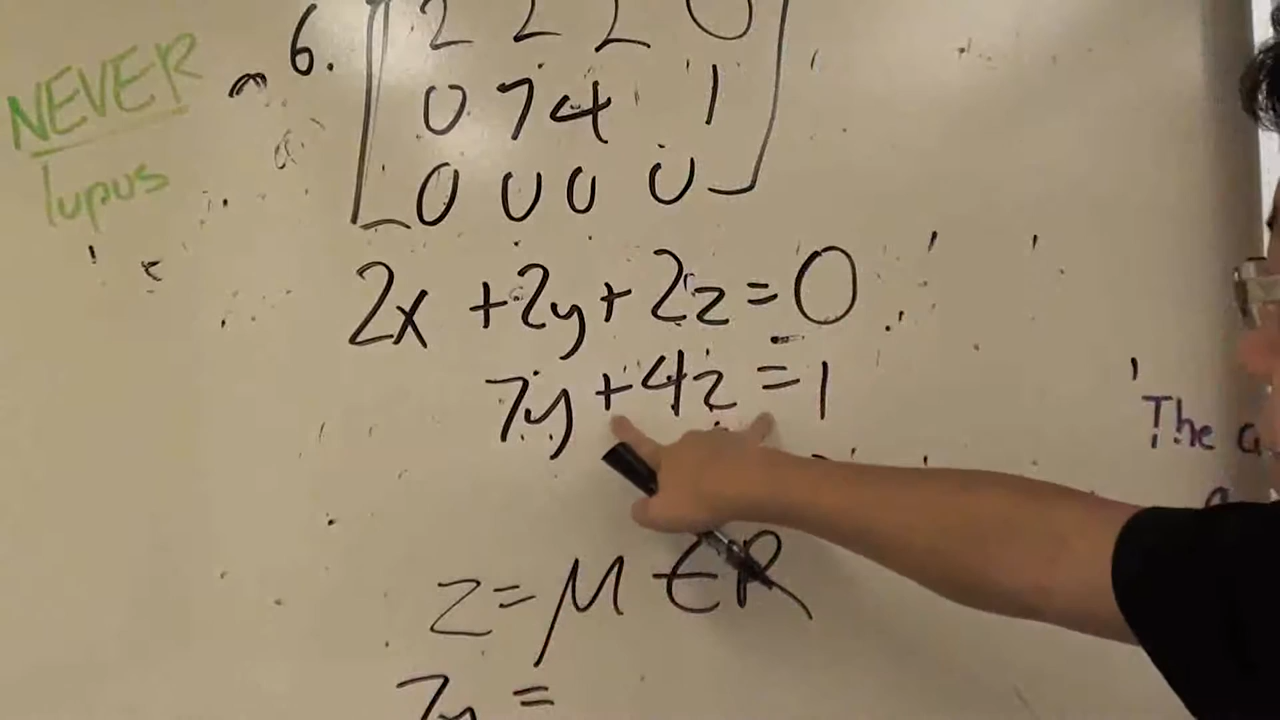 NEVER
lupus
6.
2 2 2 0
0 7 4 1
0 0 0 0
2x + 2y + 2z = 0
7y + 4z = 1
z = μ ∈ R
7y =
The